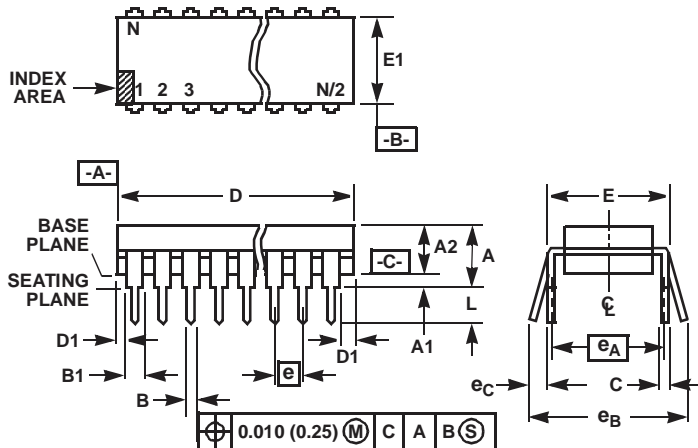 N
INDEX
AREA
1 2 3 N/2
E1
-B-
-A-
D
E
BASE
PLANE
A2
A
-C-
SEATING
PLANE
L
D1
A1
D1
B1
e
B
℄
eA
eC
C
eB
⌖ 0.010 (0.25) Ⓜ C A B Ⓢ